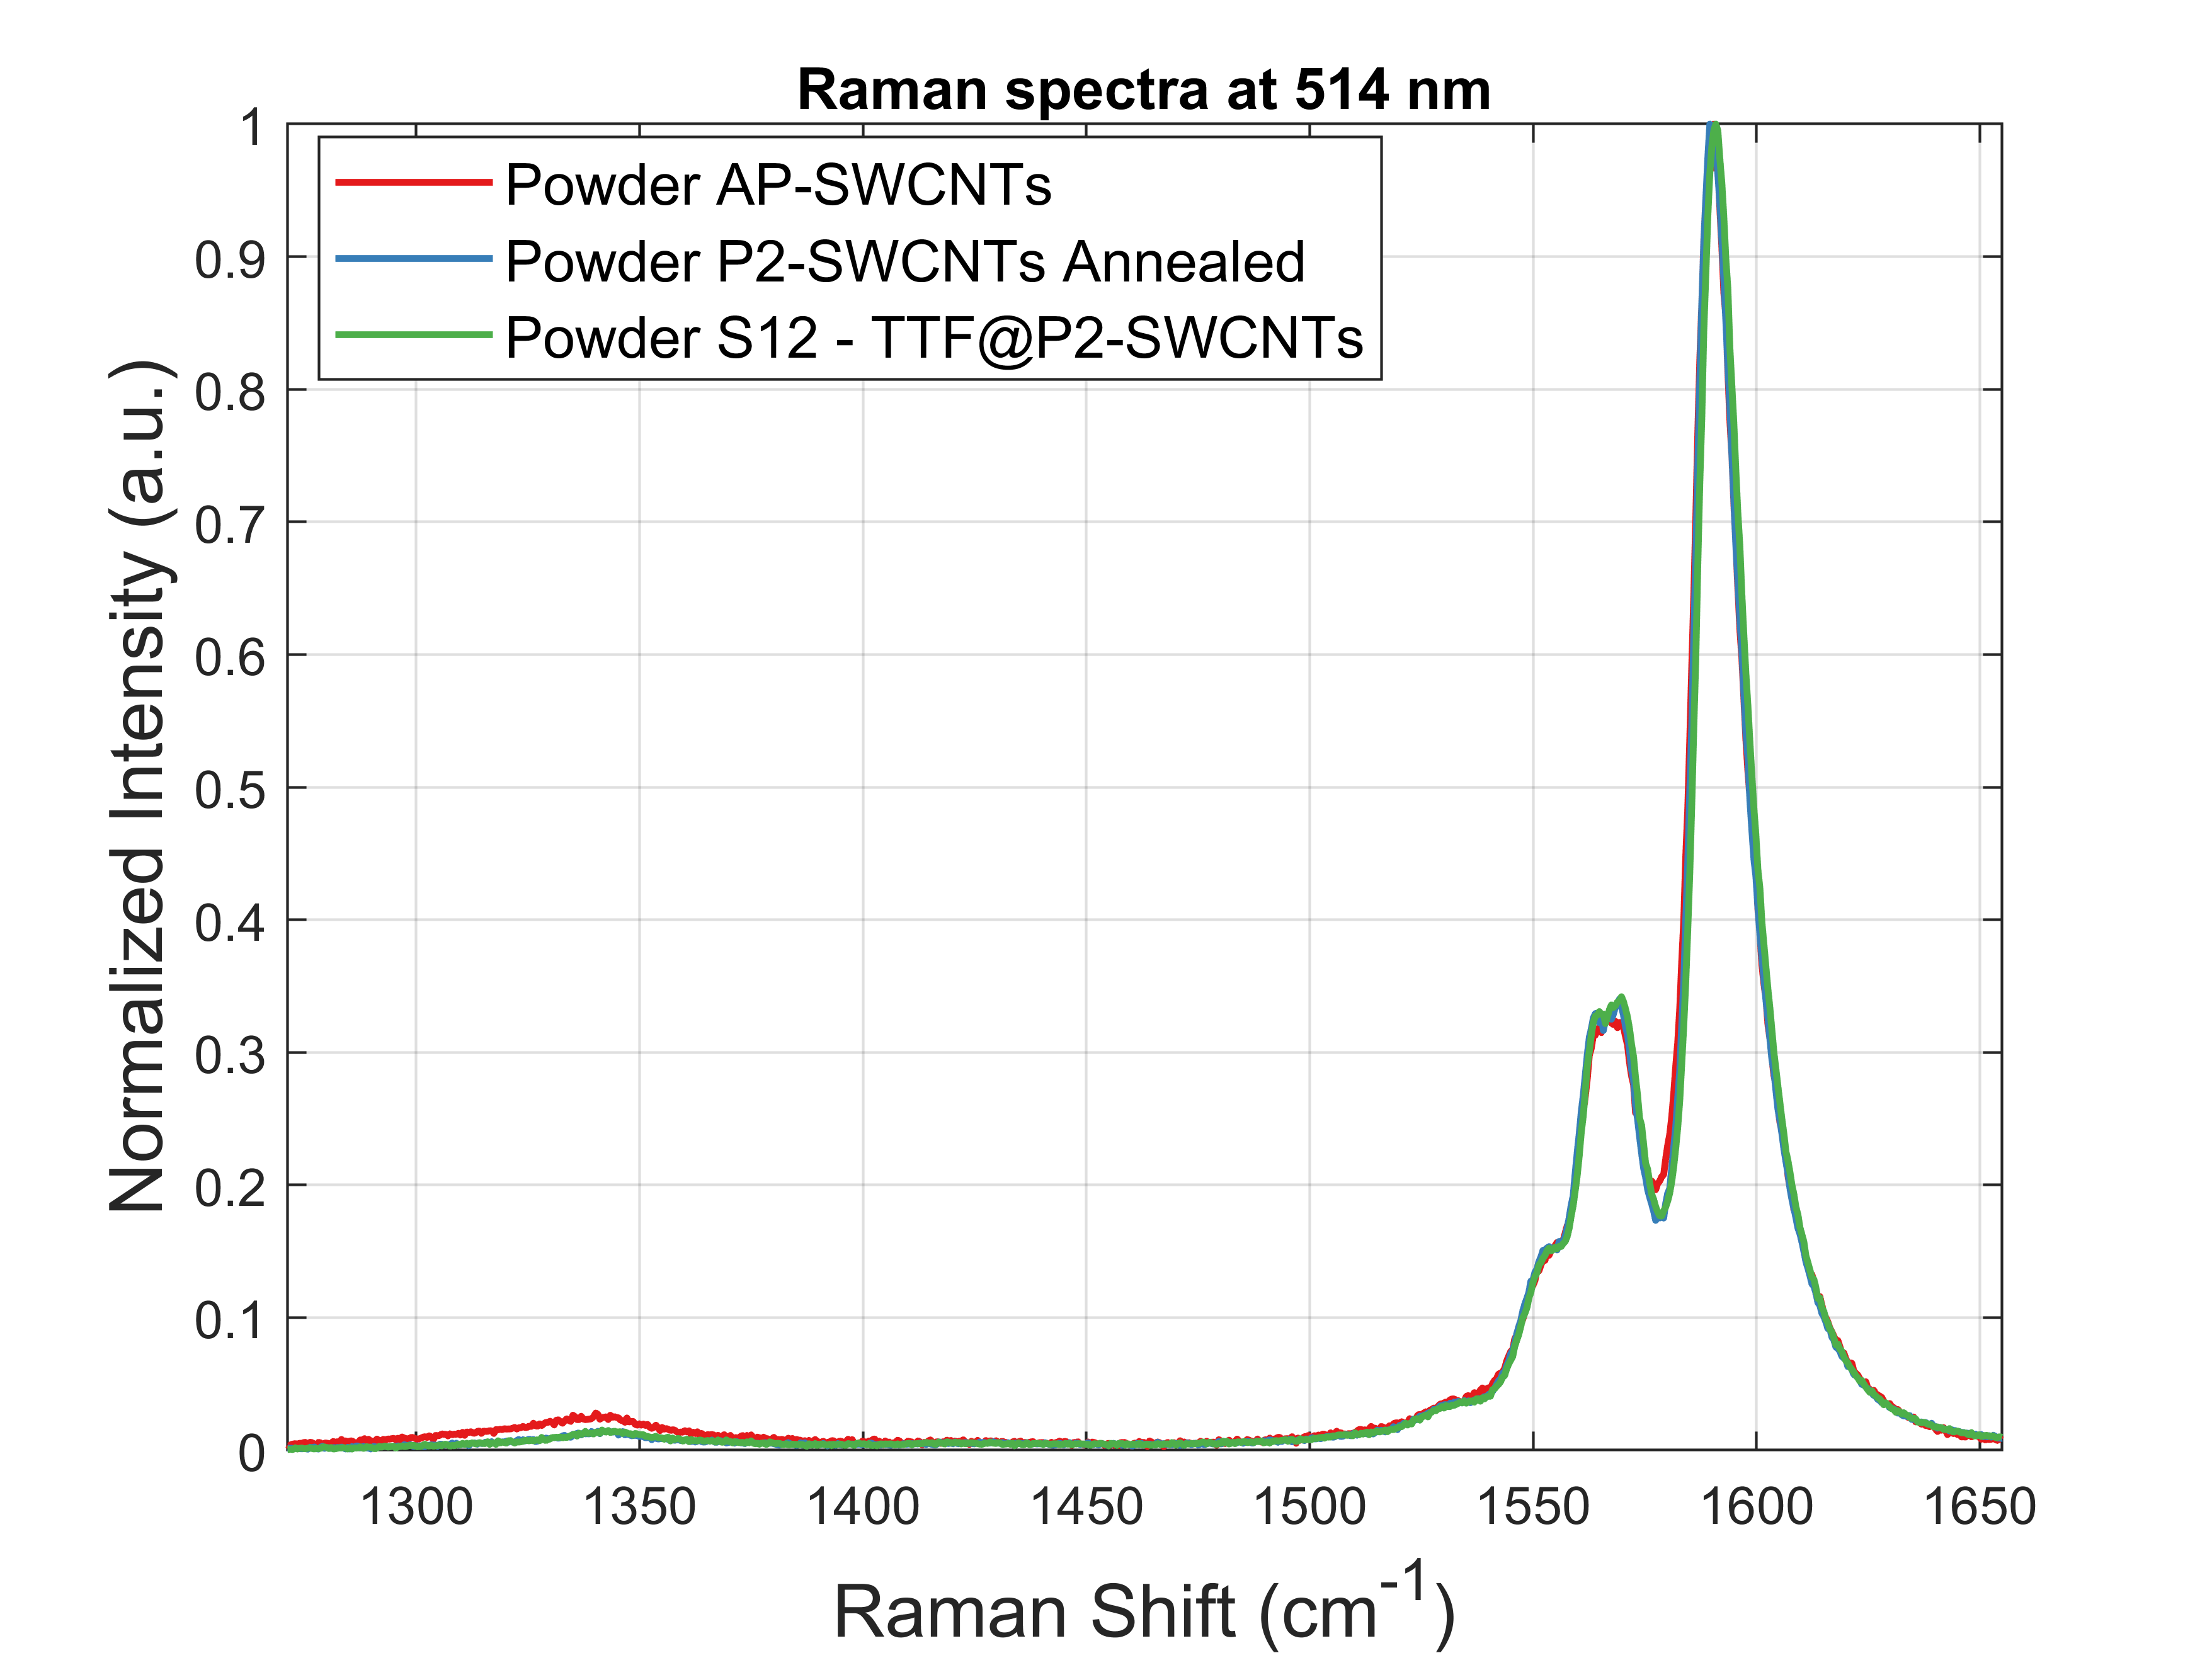 Raman spectra at 514 nm
Powder AP-SWCNTs
Powder P2-SWCNTs Annealed
Powder S12 - TTF@P2-SWCNTs
Normalized Intensity (a.u.)
1
0.9
0.8
0.7
0.6
0.5
0.4
0.3
0.2
0.1
0
1300 1350 1400 1450 1500 1550 1600 1650
Raman Shift (cm⁻¹)